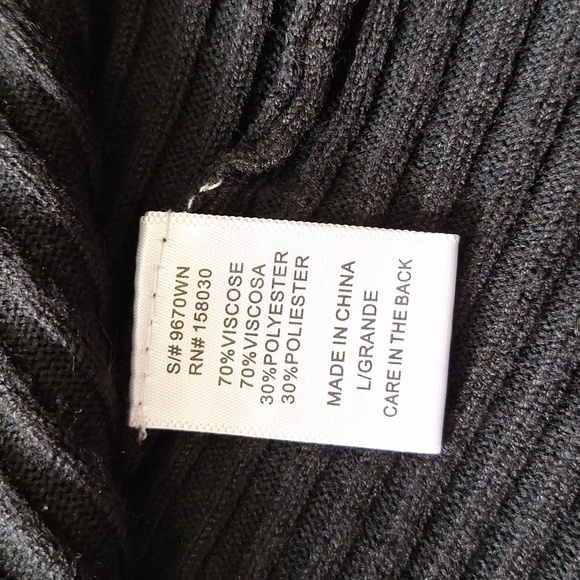 S/# 9670WN
RN# 158030
70%VISCOSE
70%VISCOSA
30%POLYESTER
30%POLIESTER
MADE IN CHINA
L/GRANDE
CARE IN THE BACK